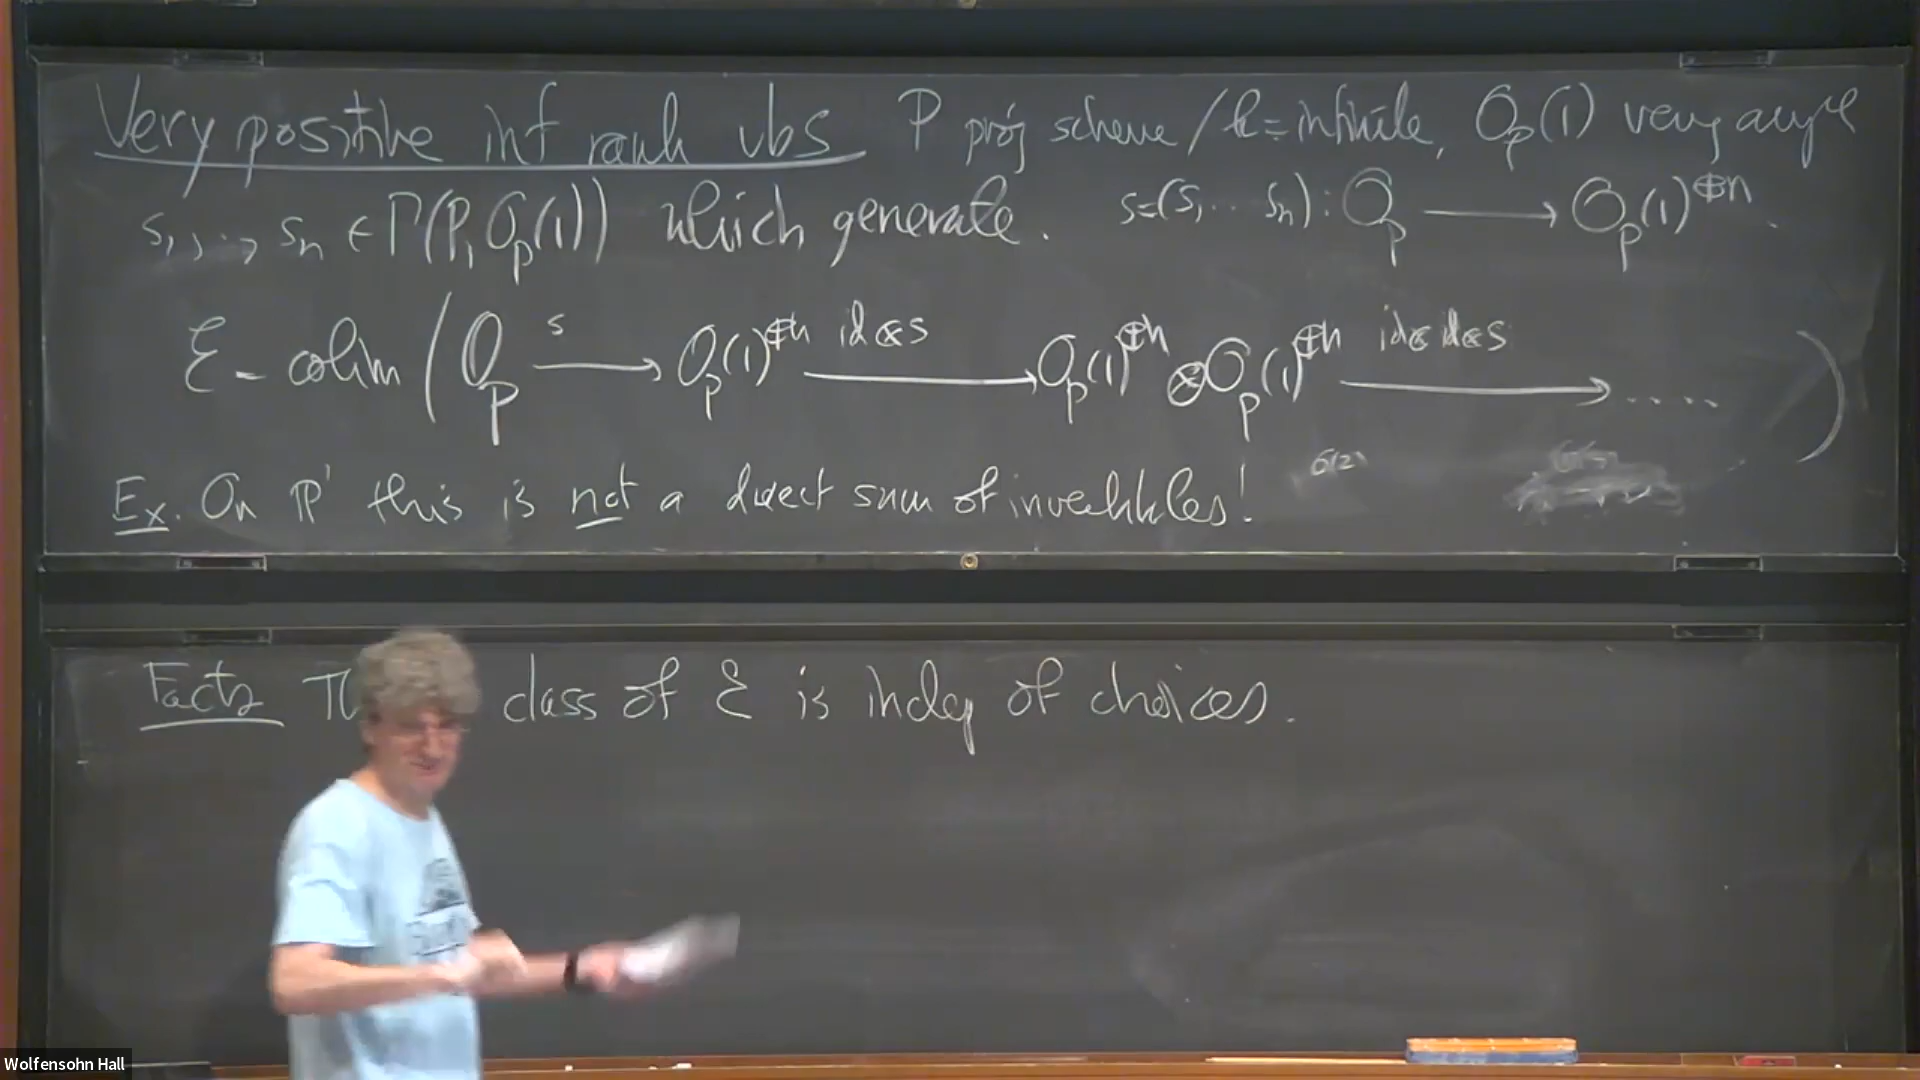 Very positive inf rank vbs P proj scheme / k = infinite, O_P(1) very ample
s_1, ..., s_n ∈ Γ(P, O_P(1)) which generate. s=(s_1 ... s_n): O_P ⟶ O_P(1)^{⊕n}.
ℰ = colim ( O_P —s→ O_P(1)^{⊕n} —id⊗s→ O_P(1)^{⊕n} ⊗ O_P(1)^{⊕n} —id⊗id⊗s→ ..... )
Ex. On ℙ^1 this is not a direct sum of invertibles! O(2)
Facts class of ℰ is indep of choices.
Wolfensohn Hall